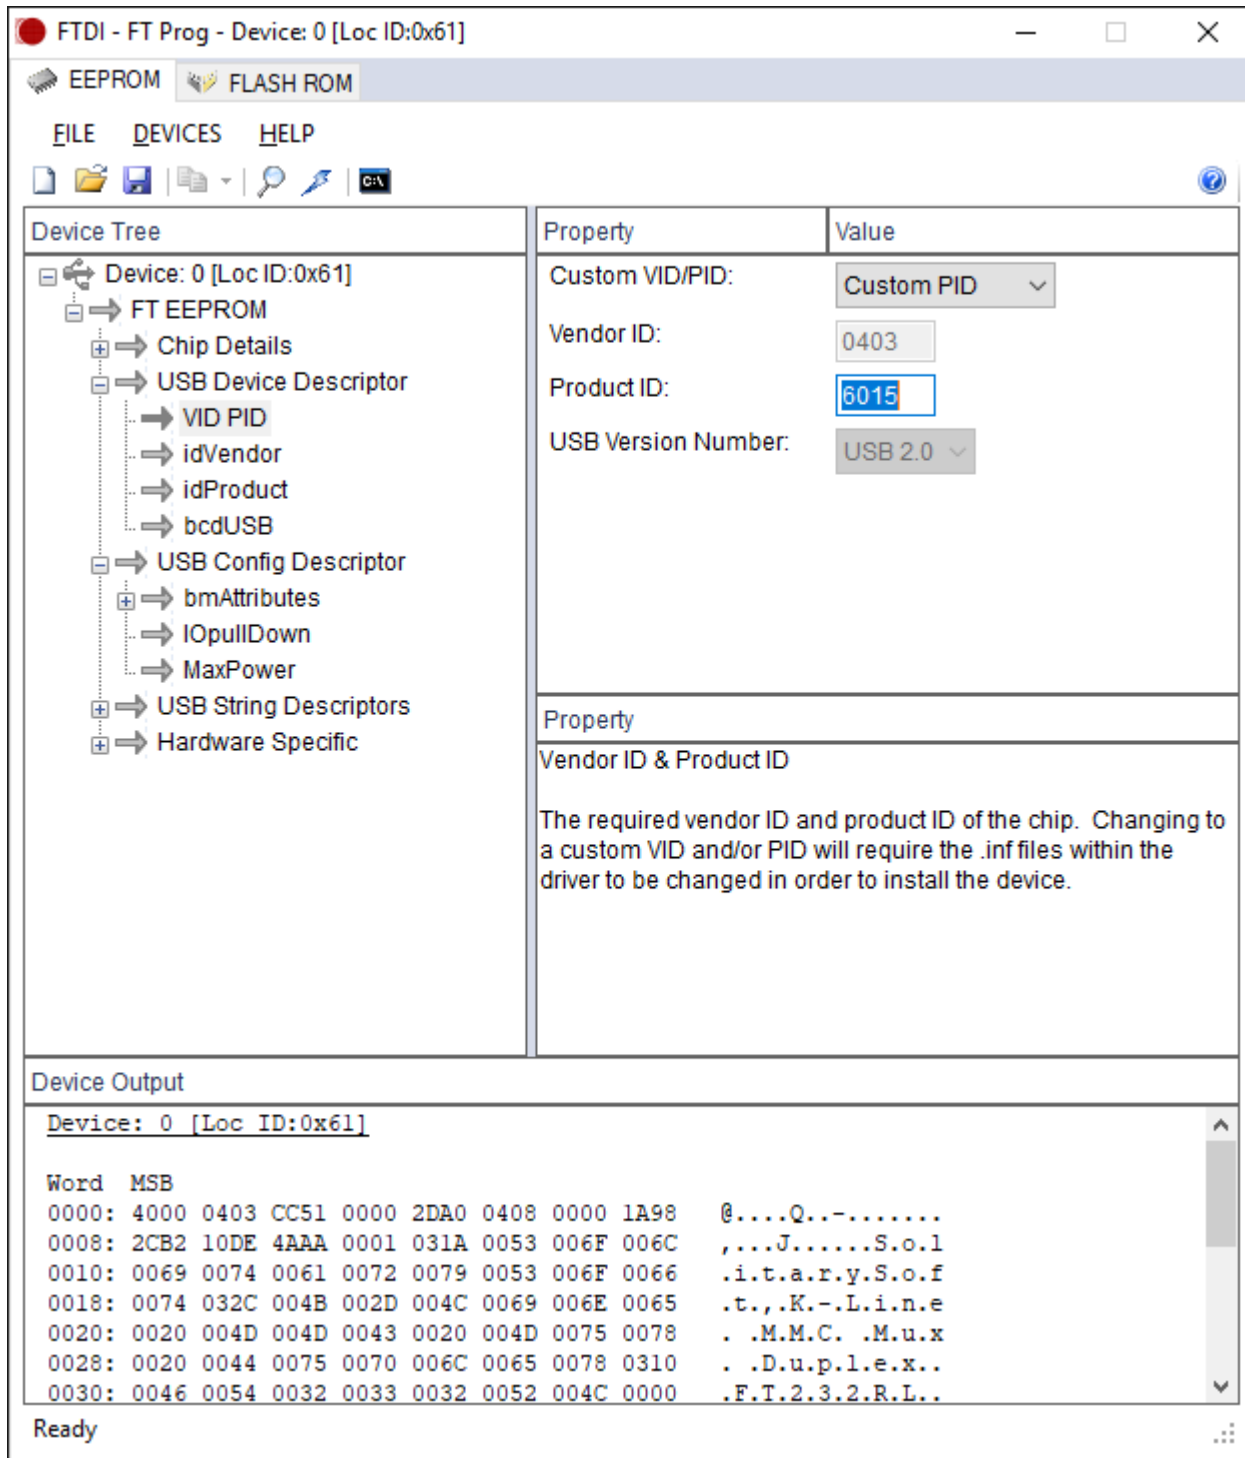 FTDI - FT Prog - Device: 0 [Loc ID:0x61]
EEPROM FLASH ROM
FILE DEVICES HELP
C:\
Device Tree
Device: 0 [Loc ID:0x61]
FT EEPROM
Chip Details
USB Device Descriptor
VID PID
idVendor
idProduct
bcdUSB
USB Config Descriptor
bmAttributes
IOpullDown
MaxPower
USB String Descriptors
Hardware Specific
Property Value
Custom VID/PID: Custom PID
Vendor ID: 0403
Product ID: 6015
USB Version Number: USB 2.0
Property
Vendor ID & Product ID
The required vendor ID and product ID of the chip. Changing to
a custom VID and/or PID will require the .inf files within the
driver to be changed in order to install the device.
Device Output
Device: 0 [Loc ID:0x61]
Word MSB
0000: 4000 0403 CC51 0000 2DA0 0408 0000 1A98 @....Q..-.......
0008: 2CB2 10DE 4AAA 0001 031A 0053 006F 006C ,...J......S.o.l
0010: 0069 0074 0061 0072 0079 0053 006F 0066 .i.t.a.r.y.S.o.f
0018: 0074 032C 004B 002D 004C 0069 006E 0065 .t.,.K.-.L.i.n.e
0020: 0020 004D 004D 0043 0020 004D 0075 0078 . .M.M.C. .M.u.x
0028: 0020 0044 0075 0070 006C 0065 0078 0310 . .D.u.p.l.e.x..
0030: 0046 0054 0032 0033 0032 0052 004C 0000 .F.T.2.3.2.R.L..
Ready